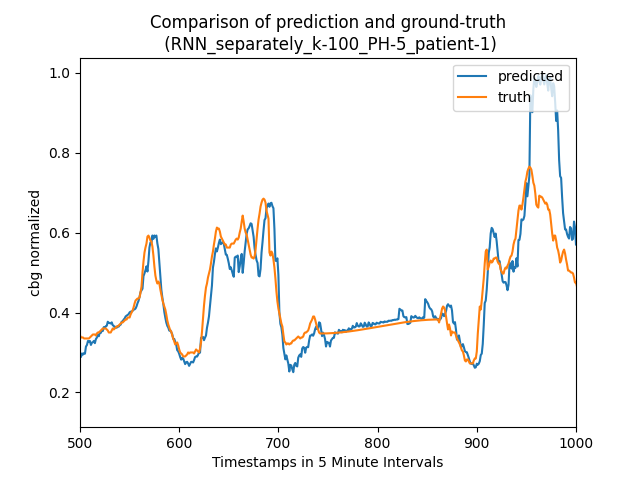 Comparison of prediction and ground-truth
(RNN_separately_k-100_PH-5_patient-1)
predicted
truth
cbg normalized
1.0
0.8
0.6
0.4
0.2
500
600
700
800
900
1000
Timestamps in 5 Minute Intervals